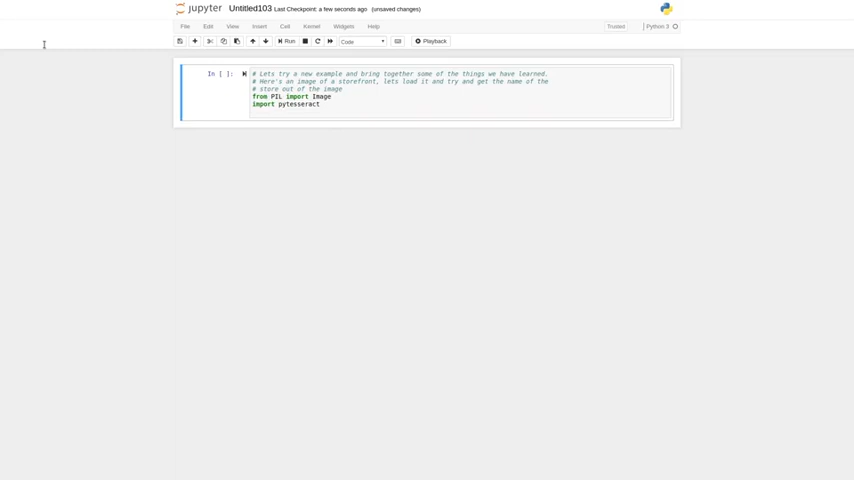 jupyter Untitled103 Last Checkpoint: a few seconds ago (unsaved changes)
File Edit View Insert Cell Kernel Widgets Help Trusted Python 3
Run Code Playback
In [ ]: # Lets try a new example and bring together some of the things we have learned.
# Here's an image of a storefront, lets load it and try and get the name of the
# store out of the image
from PIL import Image
import pytesseract